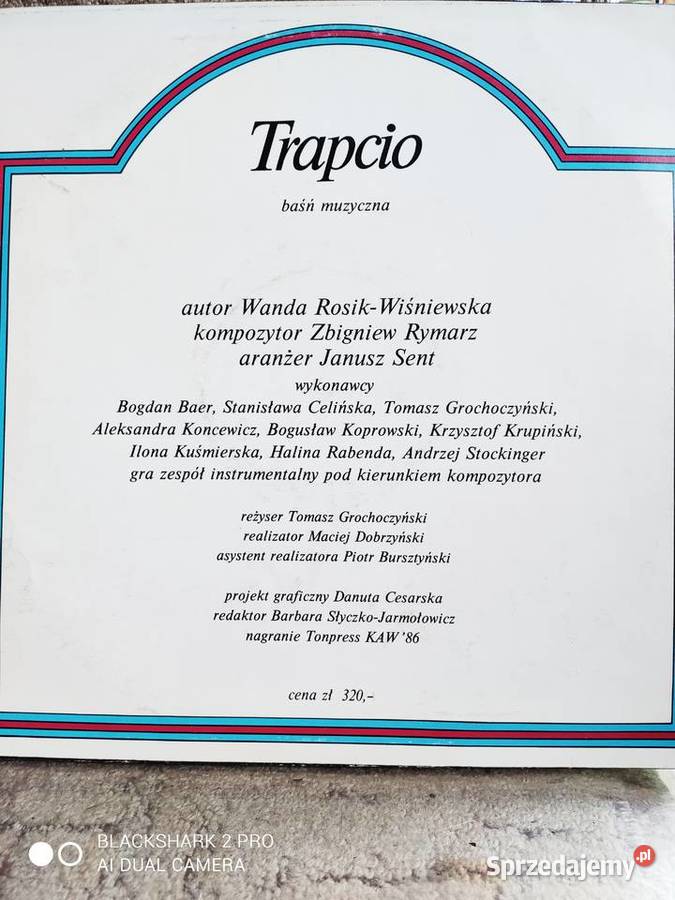 Trapcio
baśń muzyczna
autor Wanda Rosik-Wiśniewska
kompozytor Zbigniew Rymarz
aranżer Janusz Sent
wykonawcy
Bogdan Baer, Stanisława Celińska, Tomasz Grochoczyński,
Aleksandra Koncewicz, Bogusław Koprowski, Krzysztof Krupiński,
Ilona Kuśmierska, Halina Rabenda, Andrzej Stockinger
gra zespół instrumentalny pod kierunkiem kompozytora
reżyser Tomasz Grochoczyński
realizator Maciej Dobrzyński
asystent realizatora Piotr Bursztyński
projekt graficzny Danuta Cesarska
redaktor Barbara Słyczko-Jarmołowicz
nagranie Tonpress KAW '86
cena zł 320,-
BLACKSHARK 2 PRO
AI DUAL CAMERA
Sprzedajemy.pl